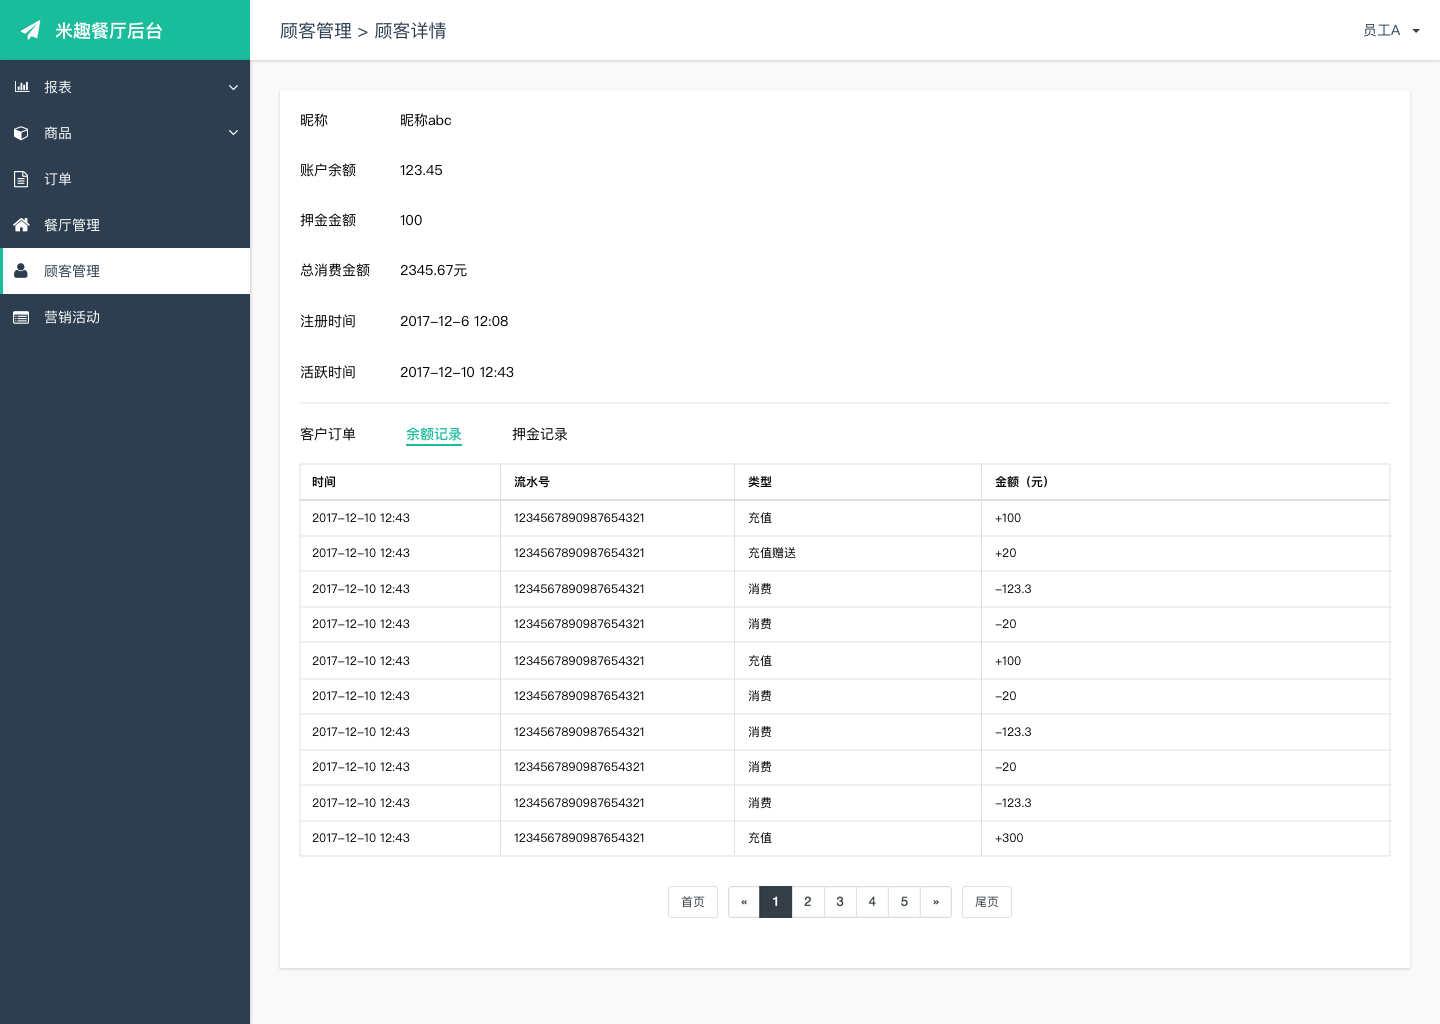 米趣餐厅后台
顾客管理 > 顾客详情
员工A
报表
商品
订单
餐厅管理
顾客管理
营销活动
昵称 昵称abc
账户余额 123.45
押金金额 100
总消费金额 2345.67元
注册时间 2017-12-6 12:08
活跃时间 2017-12-10 12:43
客户订单 余额记录 押金记录
时间 流水号 类型 金额（元）
2017-12-10 12:43 1234567890987654321 充值 +100
2017-12-10 12:43 1234567890987654321 充值赠送 +20
2017-12-10 12:43 1234567890987654321 消费 -123.3
2017-12-10 12:43 1234567890987654321 消费 -20
2017-12-10 12:43 1234567890987654321 充值 +100
2017-12-10 12:43 1234567890987654321 消费 -20
2017-12-10 12:43 1234567890987654321 消费 -123.3
2017-12-10 12:43 1234567890987654321 消费 -20
2017-12-10 12:43 1234567890987654321 消费 -123.3
2017-12-10 12:43 1234567890987654321 充值 +300
首页 « 1 2 3 4 5 » 尾页